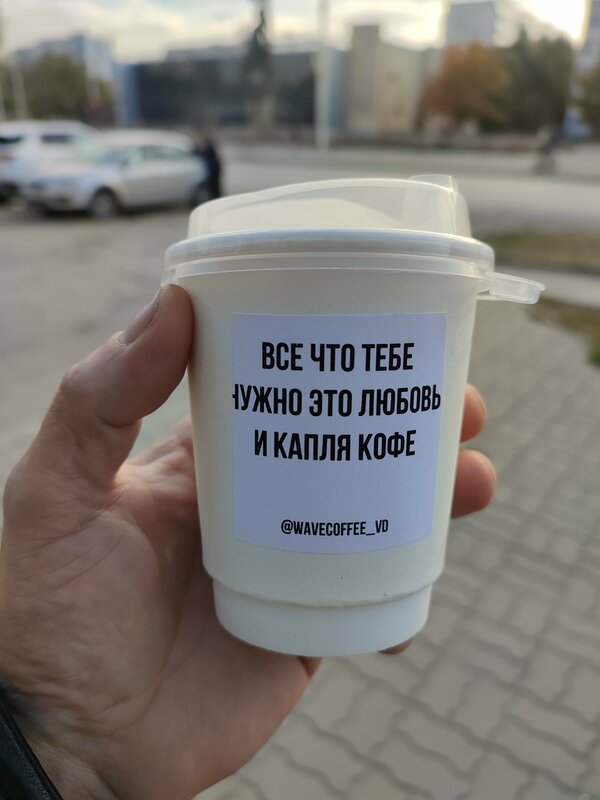 ВСЕ ЧТО ТЕБЕ
НУЖНО ЭТО ЛЮБОВЬ
И КАПЛЯ КОФЕ
@WAVECOFFEE_VD